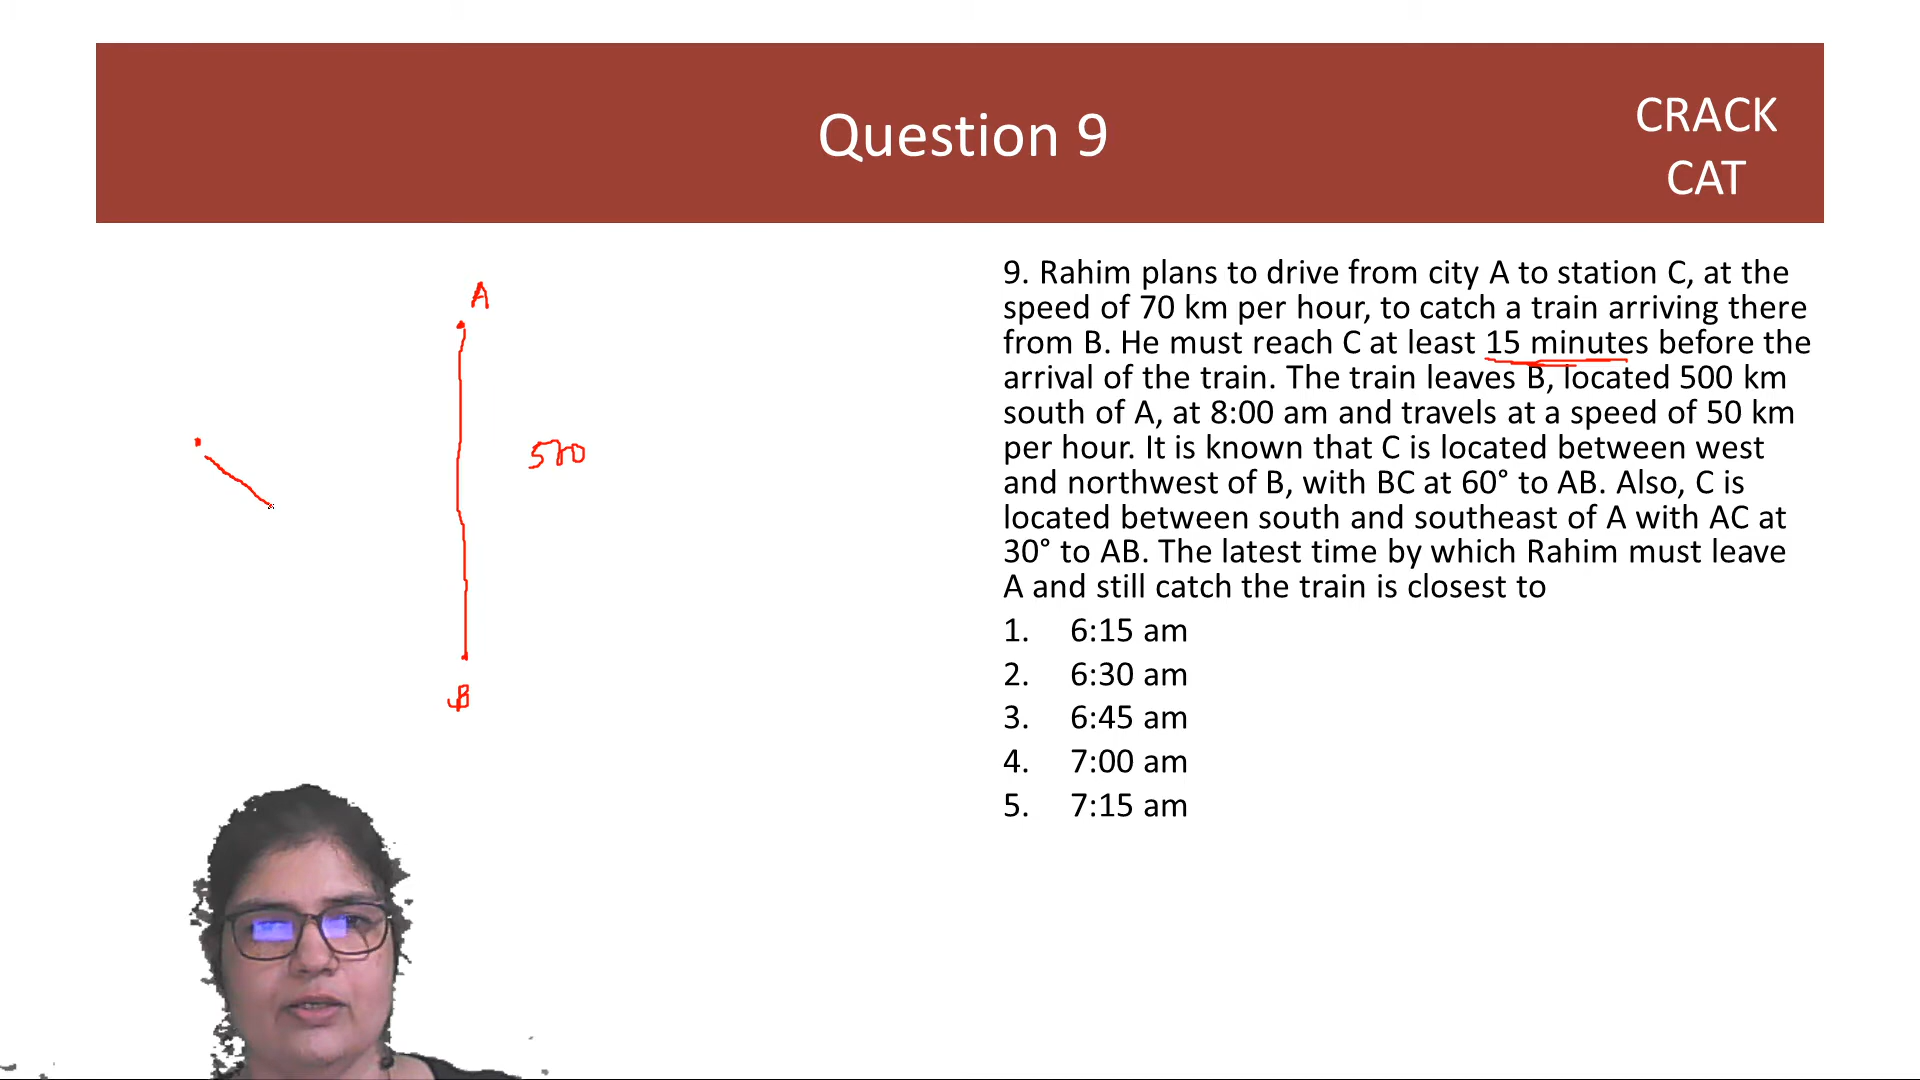 Question 9
CRACK
CAT
A
500
B
9. Rahim plans to drive from city A to station C, at the
speed of 70 km per hour, to catch a train arriving there
from B. He must reach C at least 15 minutes before the
arrival of the train. The train leaves B, located 500 km
south of A, at 8:00 am and travels at a speed of 50 km
per hour. It is known that C is located between west
and northwest of B, with BC at 60° to AB. Also, C is
located between south and southeast of A with AC at
30° to AB. The latest time by which Rahim must leave
A and still catch the train is closest to
1. 6:15 am
2. 6:30 am
3. 6:45 am
4. 7:00 am
5. 7:15 am